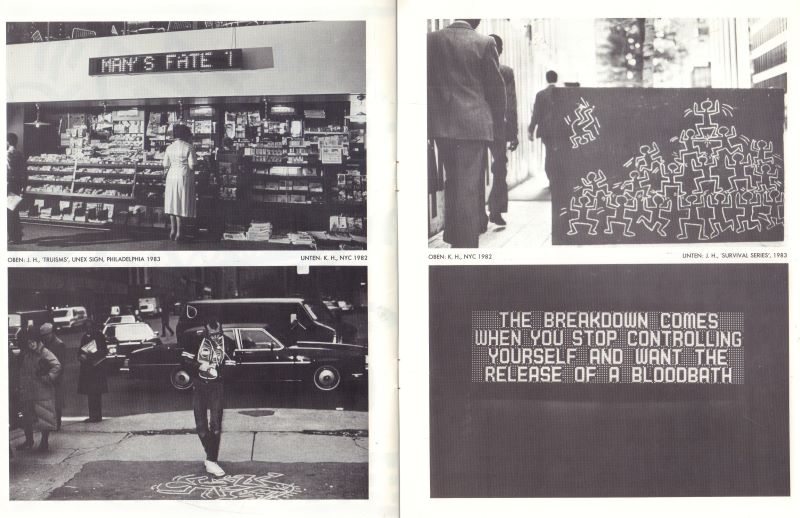 MAN'S FATE 1
OBEN: J. H., 'TRUISMS', UNEX SIGN, PHILADELPHIA 1983
UNTEN: K. H., NYC 1982
OBEN: K. H., NYC 1982
UNTEN: J. H., 'SURVIVAL SERIES', 1983
THE BREAKDOWN COMES
WHEN YOU STOP CONTROLLING
YOURSELF AND WANT THE
RELEASE OF A BLOODBATH